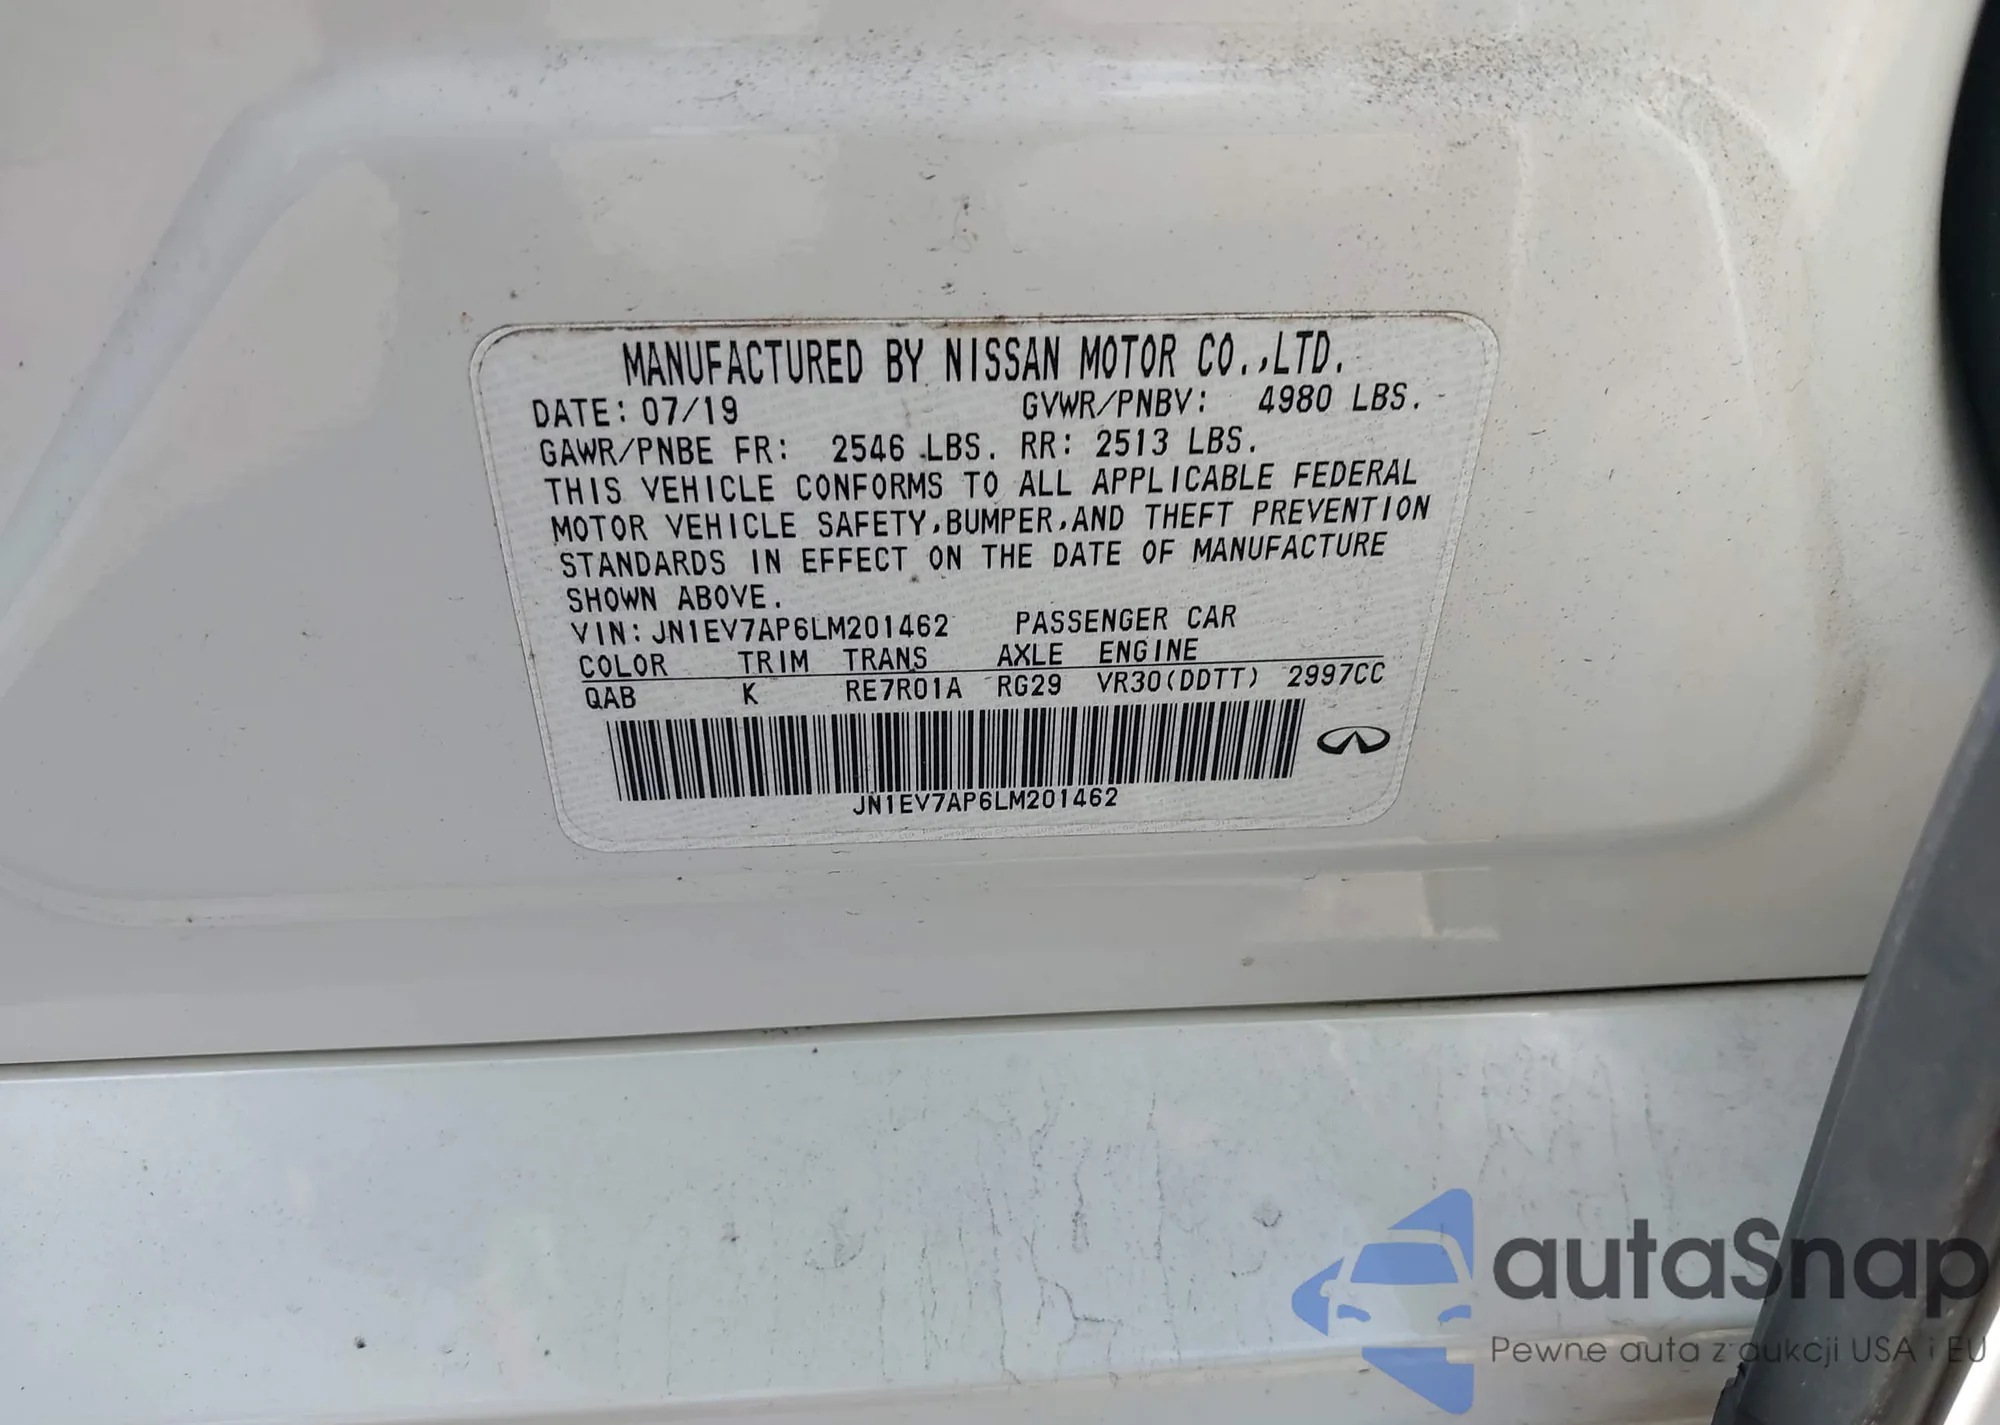 MANUFACTURED BY NISSAN MOTOR CO.,LTD.
DATE: 07/19 GVWR/PNBV: 4980 LBS.
GAWR/PNBE FR: 2546 LBS. RR: 2513 LBS.
THIS VEHICLE CONFORMS TO ALL APPLICABLE FEDERAL
MOTOR VEHICLE SAFETY,BUMPER,AND THEFT PREVENTION
STANDARDS IN EFFECT ON THE DATE OF MANUFACTURE
SHOWN ABOVE.
VIN: JN1EV7AP6LM201462 PASSENGER CAR
COLOR TRIM TRANS AXLE ENGINE
QAB K RE7R01A RG29 VR30(DDTT) 2997CC
JN1EV7AP6LM201462
autaSnap
Pewne auta z aukcji USA i EU